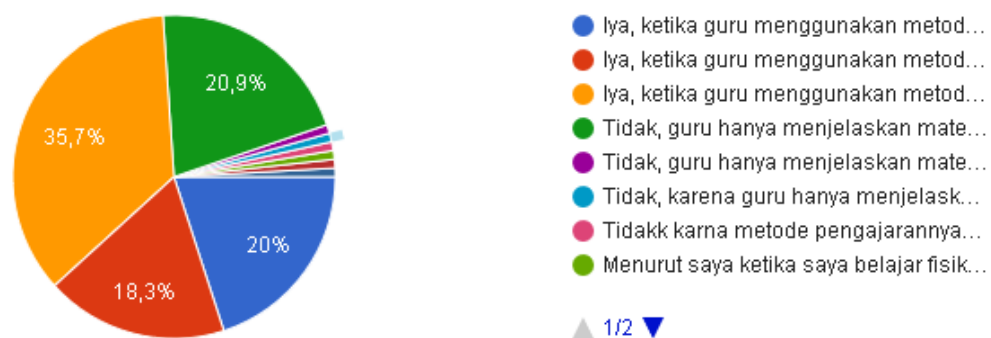 20,9%
35,7%
20%
18,3%
Iya, ketika guru menggunakan metod...
Iya, ketika guru menggunakan metod...
Iya, ketika guru menggunakan metod...
Tidak, guru hanya menjelaskan mate...
Tidak, guru hanya menjelaskan mate...
Tidak, karena guru hanya menjelask...
Tidakk karna metode pengajarannya...
Menurut saya ketika saya belajar fisik...
1/2